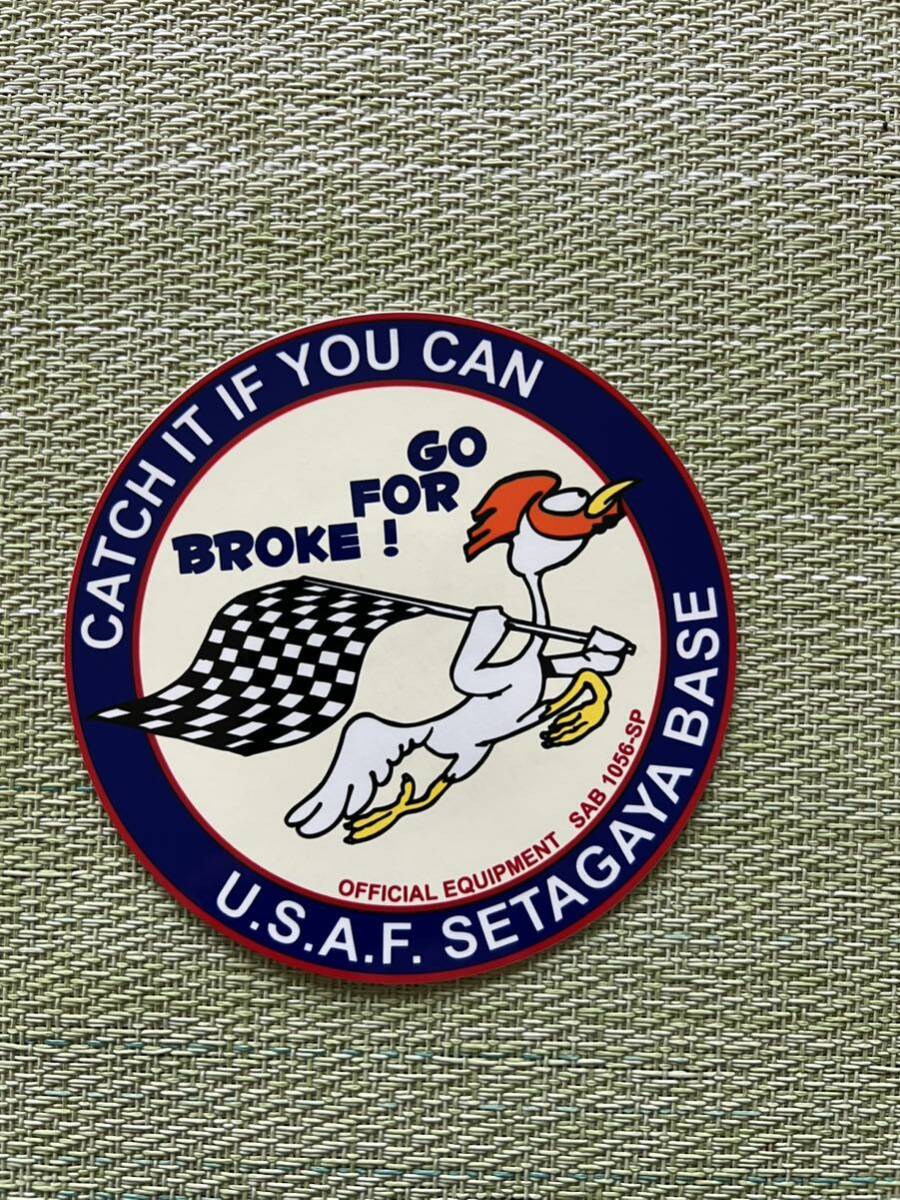 CATCH IT IF YOU CAN
GO
FOR
BROKE !
OFFICIAL EQUIPMENT SAB 1056-SP
U.S.A.F. SETAGAYA BASE